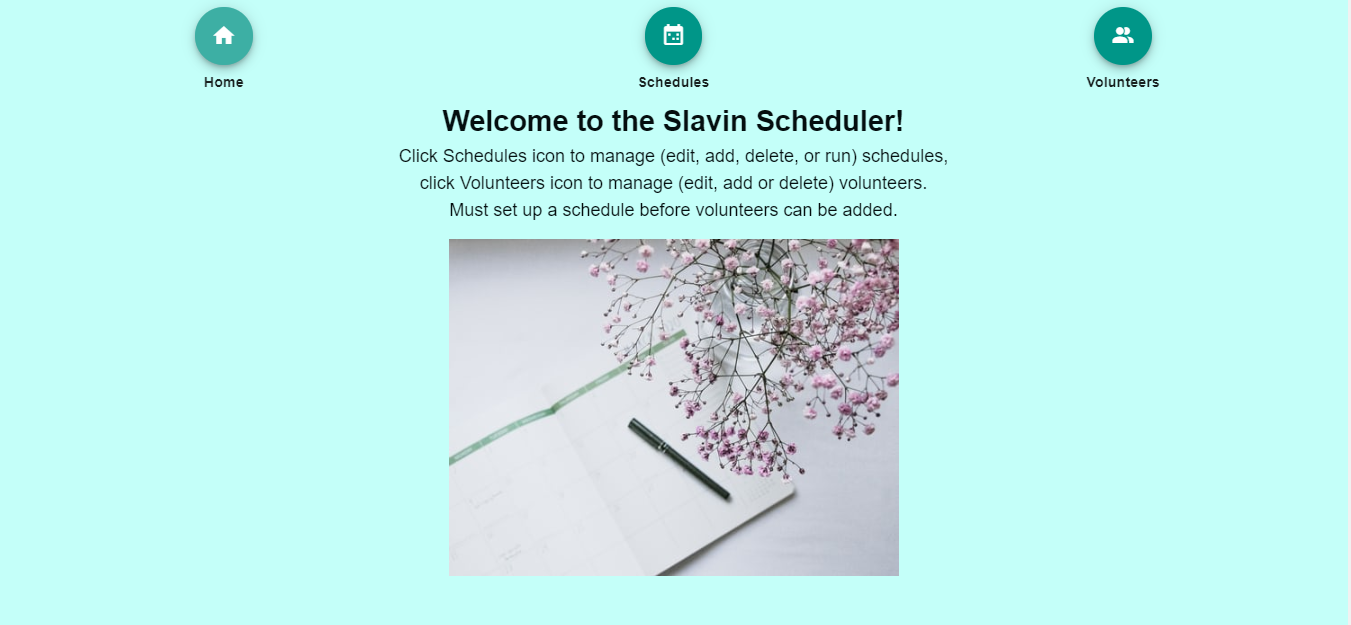 Home
Schedules
Volunteers
Welcome to the Slavin Scheduler!
Click Schedules icon to manage (edit, add, delete, or run) schedules,
click Volunteers icon to manage (edit, add or delete) volunteers.
Must set up a schedule before volunteers can be added.